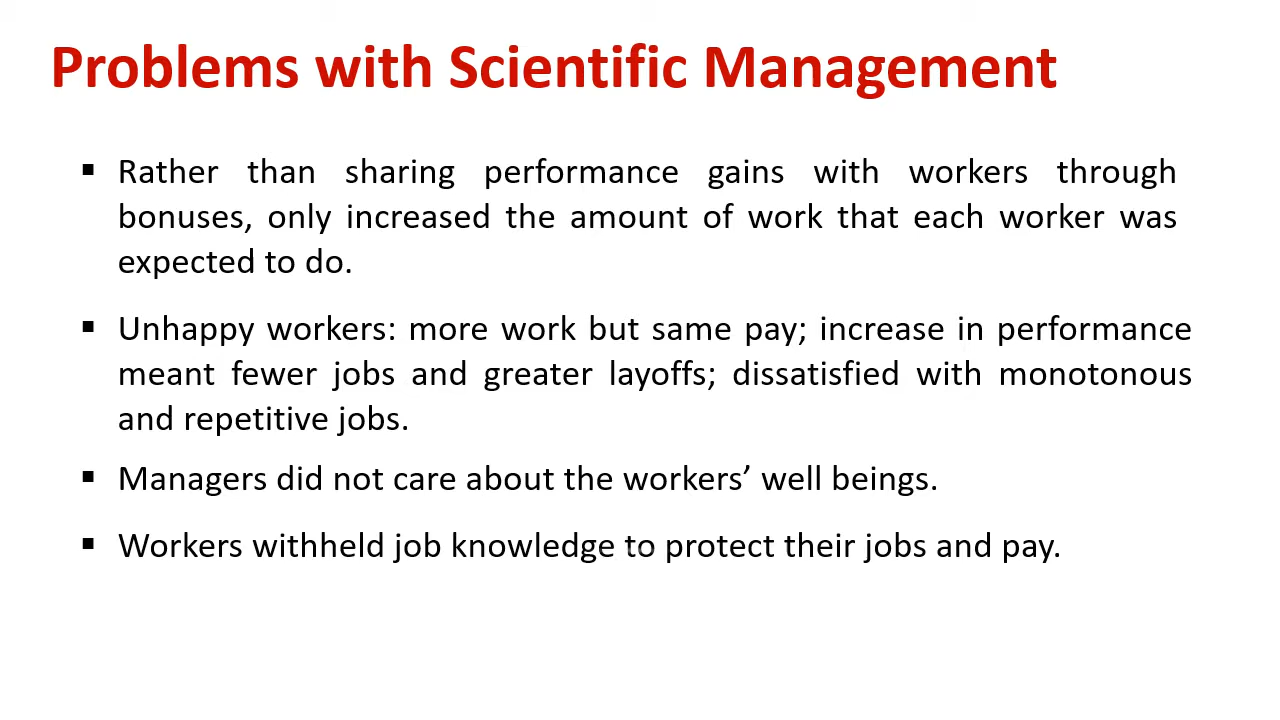 Problems with Scientific Management
▪ Rather than sharing performance gains with workers through
bonuses, only increased the amount of work that each worker was
expected to do.
▪ Unhappy workers: more work but same pay; increase in performance
meant fewer jobs and greater layoffs; dissatisfied with monotonous
and repetitive jobs.
▪ Managers did not care about the workers’ well beings.
▪ Workers withheld job knowledge to protect their jobs and pay.